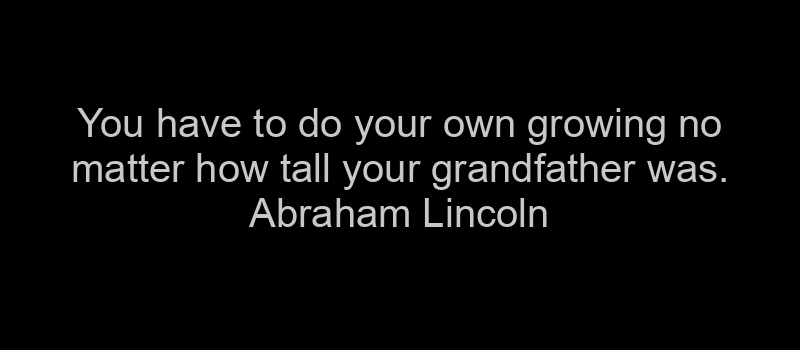 You have to do your own growing no
matter how tall your grandfather was.
Abraham Lincoln